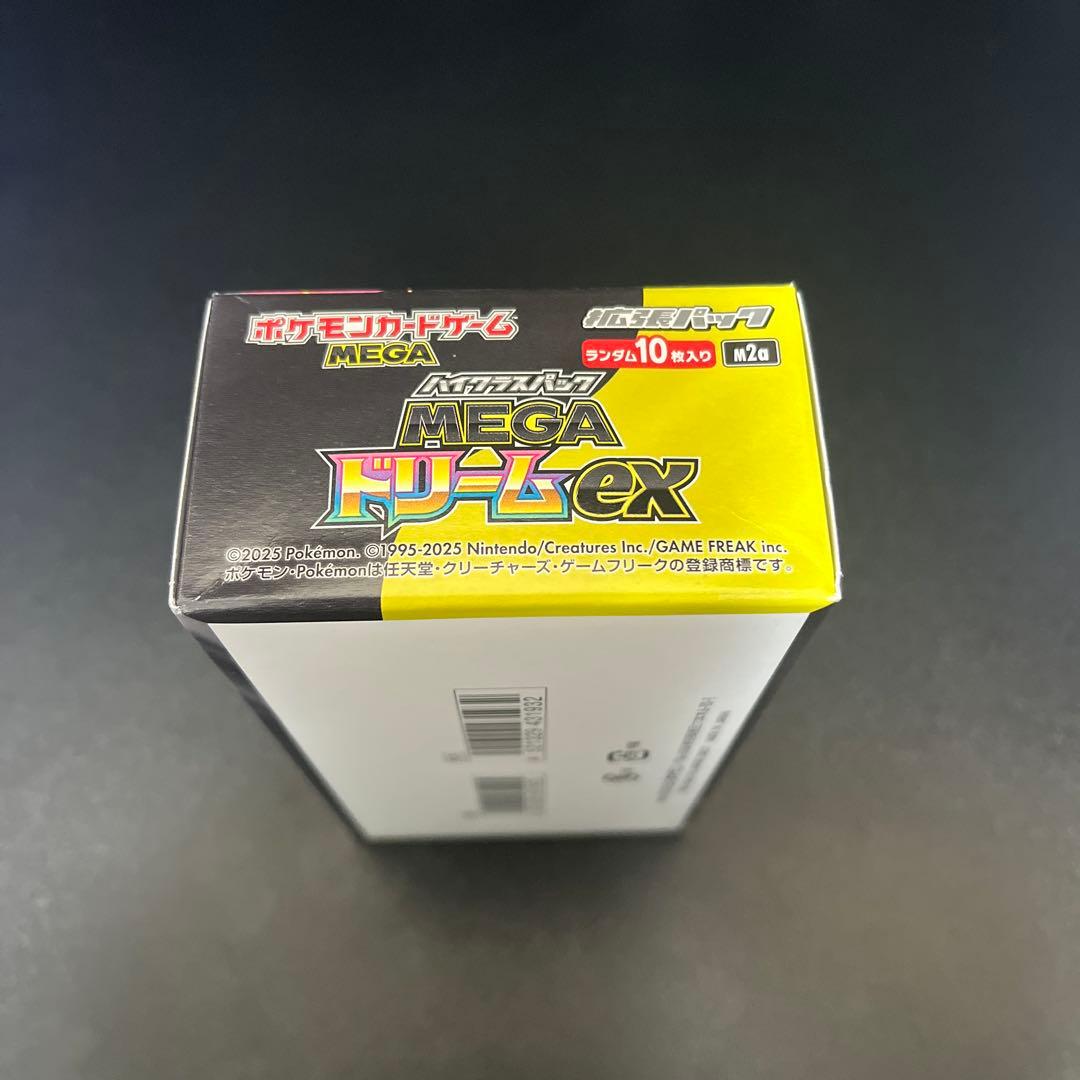 ポケモンカードゲーム
MEGA
拡張パック
ランダム10枚入り
M2a
ハイクラスパック
MEGA
ドリームex
©2025 Pokémon. ©1995-2025 Nintendo/Creatures Inc./GAME FREAK inc.
ポケモン・Pokémonは任天堂・クリーチャーズ・ゲームフリークの登録商標です。